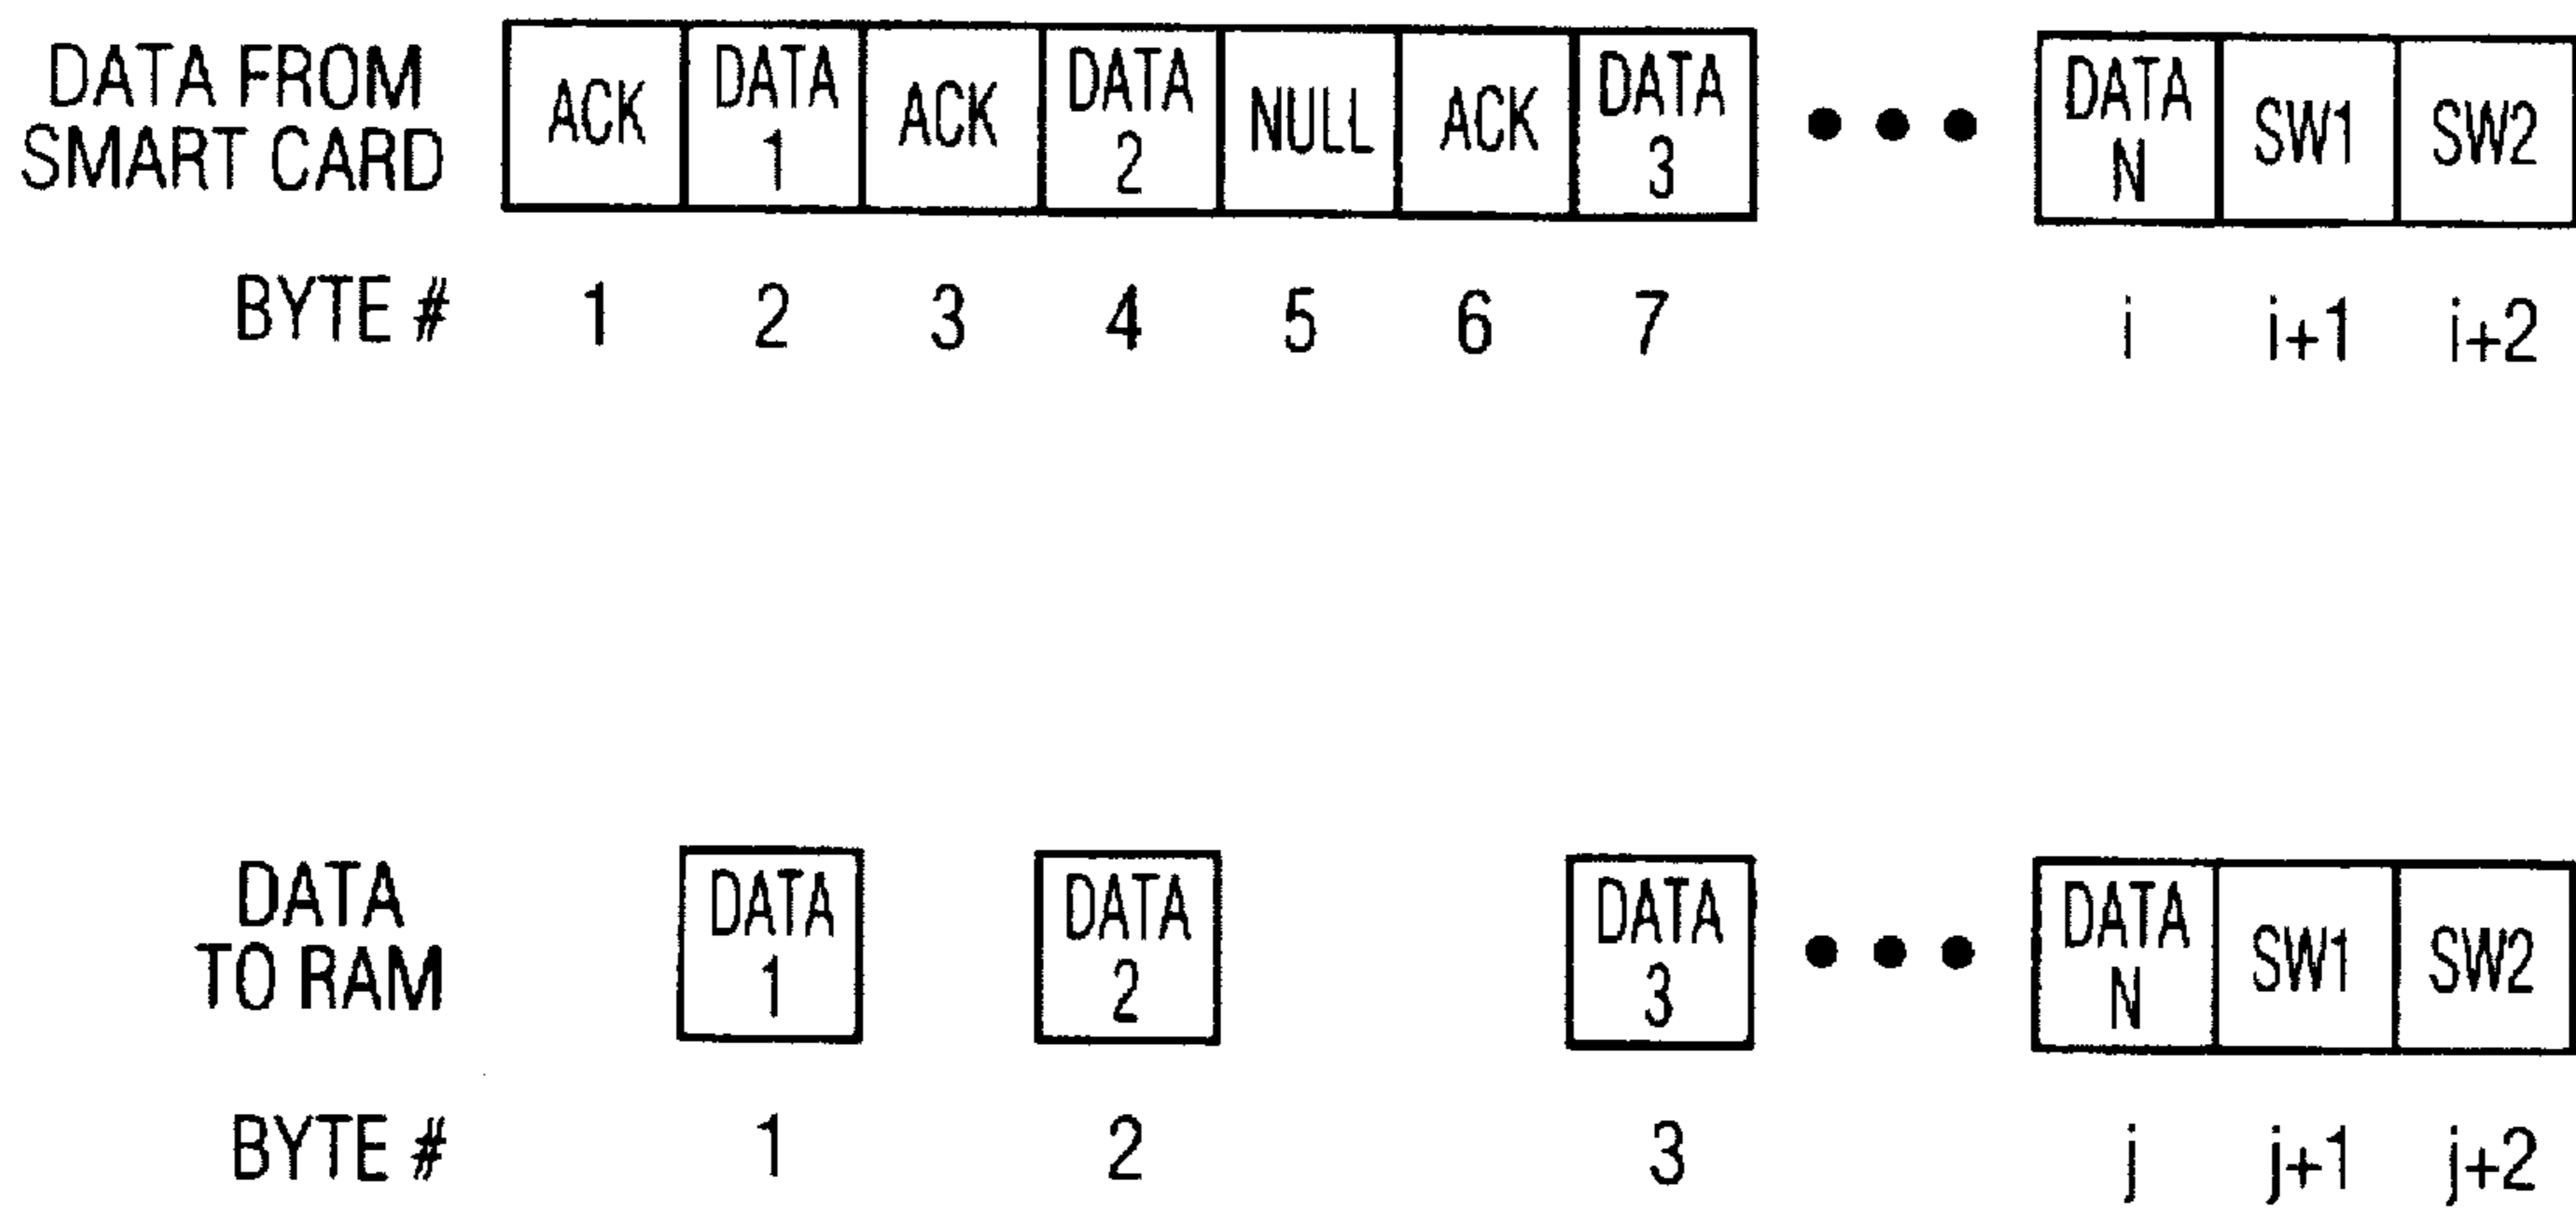 DATA FROM
SMART CARD
ACK
DATA
1
ACK
DATA
2
NULL
ACK
DATA
3
DATA
N
SW1
SW2
BYTE # 1 2 3 4 5 6 7 i i+1 i+2
DATA
TO RAM
DATA
1
DATA
2
DATA
3
DATA
N
SW1
SW2
BYTE # 1 2 3 j j+1 j+2